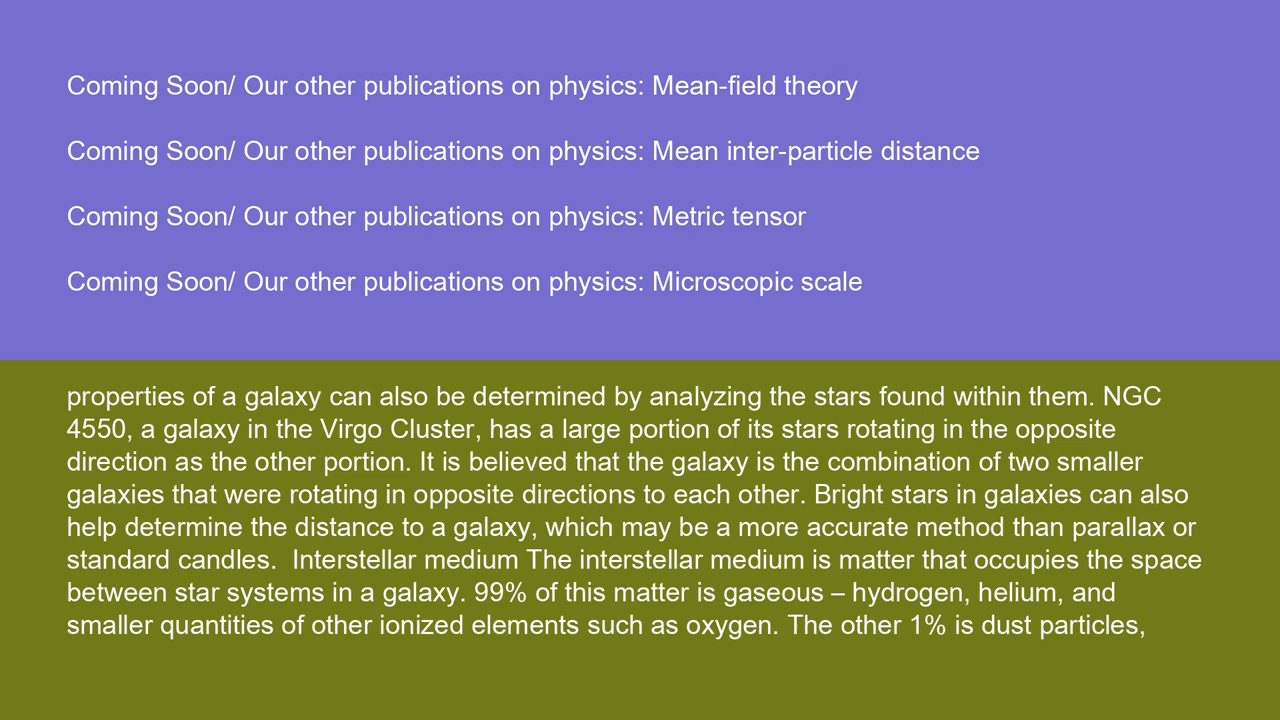 Coming Soon/ Our other publications on physics: Mean-field theory
Coming Soon/ Our other publications on physics: Mean inter-particle distance
Coming Soon/ Our other publications on physics: Metric tensor
Coming Soon/ Our other publications on physics: Microscopic scale
properties of a galaxy can also be determined by analyzing the stars found within them. NGC
4550, a galaxy in the Virgo Cluster, has a large portion of its stars rotating in the opposite
direction as the other portion. It is believed that the galaxy is the combination of two smaller
galaxies that were rotating in opposite directions to each other. Bright stars in galaxies can also
help determine the distance to a galaxy, which may be a more accurate method than parallax or
standard candles.  Interstellar medium The interstellar medium is matter that occupies the space
between star systems in a galaxy. 99% of this matter is gaseous – hydrogen, helium, and
smaller quantities of other ionized elements such as oxygen. The other 1% is dust particles,